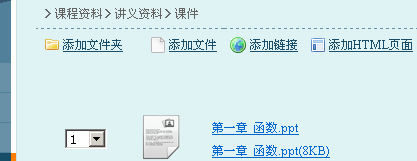 > 课程资料 > 讲义资料 > 课件
添加文件夹 添加文件 添加链接 添加HTML页面
1 第一章 函数.ppt
第一章 函数.ppt(8KB)